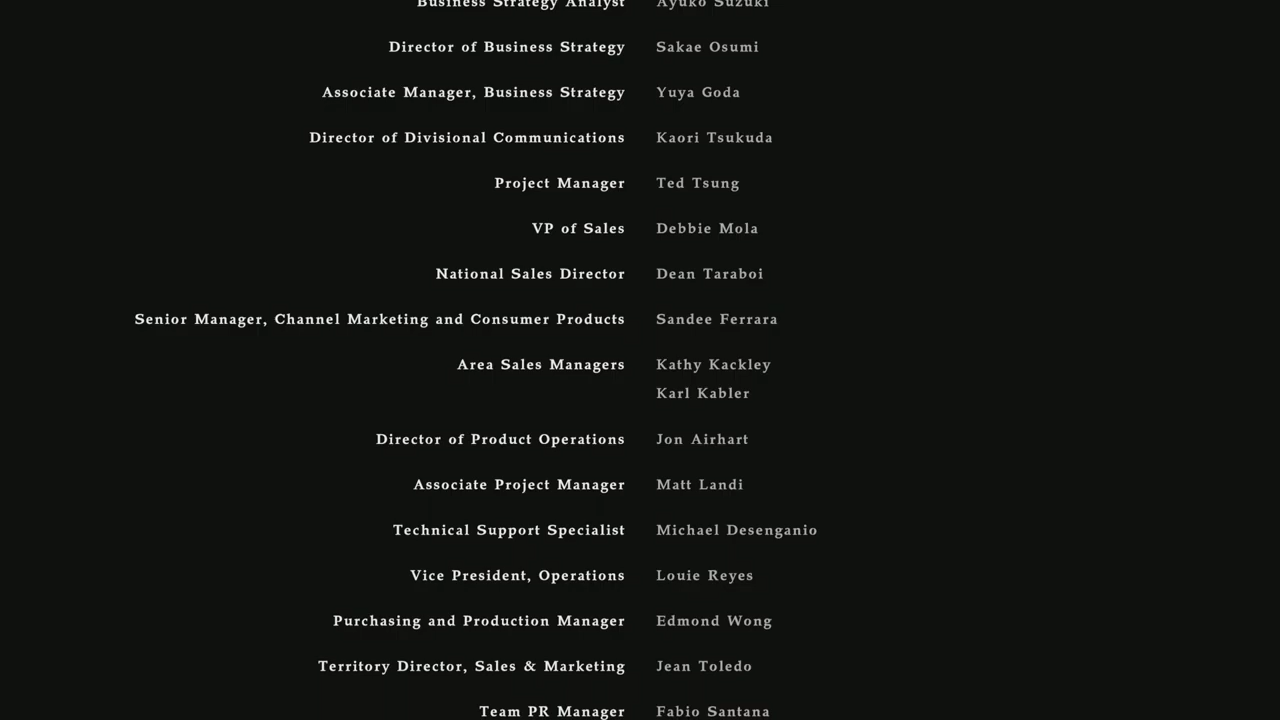 Business Strategy Analyst Ayuko Suzuki
Director of Business Strategy Sakae Osumi
Associate Manager, Business Strategy Yuya Goda
Director of Divisional Communications Kaori Tsukuda
Project Manager Ted Tsung
VP of Sales Debbie Mola
National Sales Director Dean Taraboi
Senior Manager, Channel Marketing and Consumer Products Sandee Ferrara
Area Sales Managers Kathy Kackley
Karl Kabler
Director of Product Operations Jon Airhart
Associate Project Manager Matt Landi
Technical Support Specialist Michael Desenganio
Vice President, Operations Louie Reyes
Purchasing and Production Manager Edmond Wong
Territory Director, Sales & Marketing Jean Toledo
Team PR Manager Fabio Santana